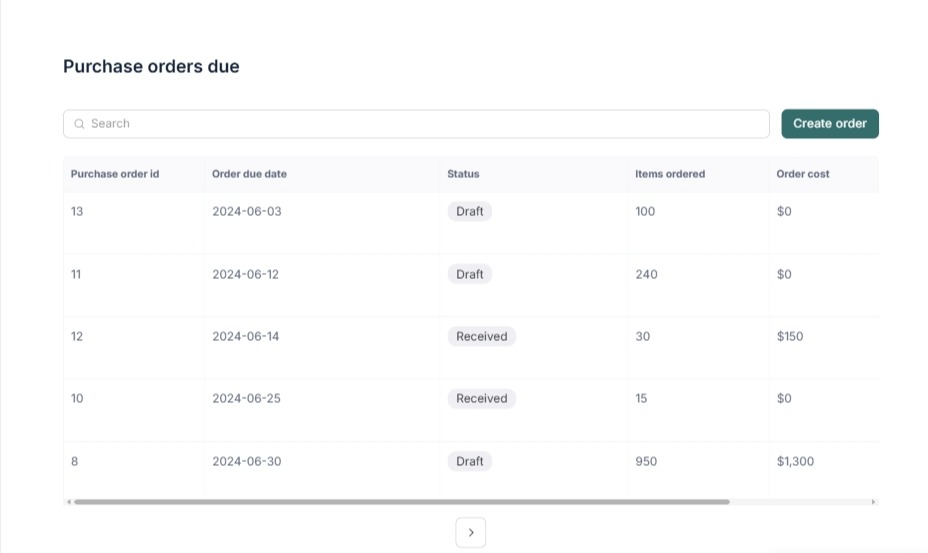 Purchase orders due
Search
Create order
Purchase order id Order due date Status Items ordered Order cost
13 2024-06-03 Draft 100 $0
11 2024-06-12 Draft 240 $0
12 2024-06-14 Received 30 $150
10 2024-06-25 Received 15 $0
8 2024-06-30 Draft 950 $1,300